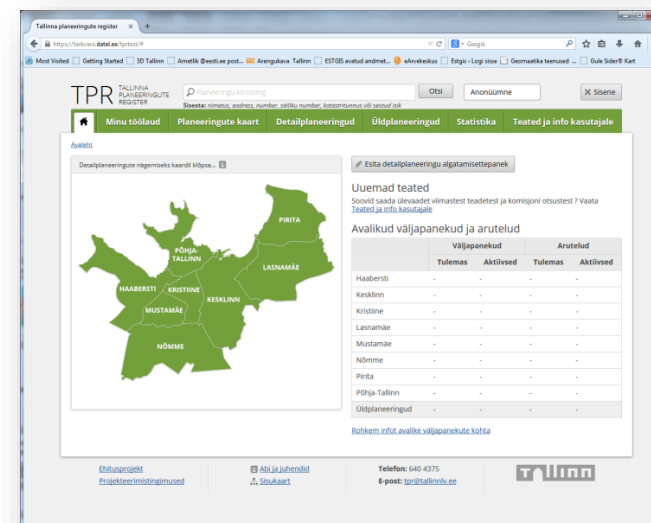 Tallinna planeeringute register
https://tarkvara.datel.ee/tprtest/#
Google
Most Visited Getting Started 3D Tallinn Ametlik @eesti.ee post... Arengukava Tallinn ESTGIS avatud andmet... eArvekeskus Estgis - Logi sisse Geomaatika teenused ... Gule Sider® Kart
TPR TALLINNA PLANEERINGUTE REGISTER
Planeeringu kiirotsing
Otsi
Anonüümne
Sisene
Sisesta: nimetus, aadress, number, säiliku number, katastritunnus või seotud isik
Minu töölaud Planeeringute kaart Detailplaneeringud Üldplaneeringud Statistika Teated ja info kasutajale
Avaleht
Detailplaneeringute nägemiseks kaardil klõpsa...
PIRITA
PÕHJA-
TALLINN
LASNAMÄE
HAABERSTI
KRISTIINE
KESKLINN
MUSTAMÄE
NÕMME
Esita detailplaneeringu algatamisettepanek
Uuemad teated
Soovid saada ülevaadet viimastest teadetest ja komisjoni otsustest ? Vaata
Teated ja info kasutajale
Avalikud väljapanekud ja arutelud
Väljapanekud Arutelud
Tulemas Aktiivsed Tulemas Aktiivsed
Haabersti - - - -
Kesklinn - - - -
Kristiine - - - -
Lasnamäe - - - -
Mustamäe - - - -
Nõmme - - - -
Pirita - - - -
Põhja-Tallinn - - - -
Üldplaneeringud - - - -
Rohkem infot avalike väljapanekute kohta
Ehitusprojekt
Projekteerimistingimused
Abi ja juhendid
Sisukaart
Telefon: 640 4375
E-post: tpr@tallinnlv.ee
Tallinn